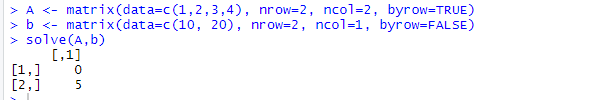 > A <- matrix(data=c(1,2,3,4), nrow=2, ncol=2, byrow=TRUE)
> b <- matrix(data=c(10, 20), nrow=2, ncol=1, byrow=FALSE)
> solve(A,b)
     [,1]
[1,]    0
[2,]    5
>